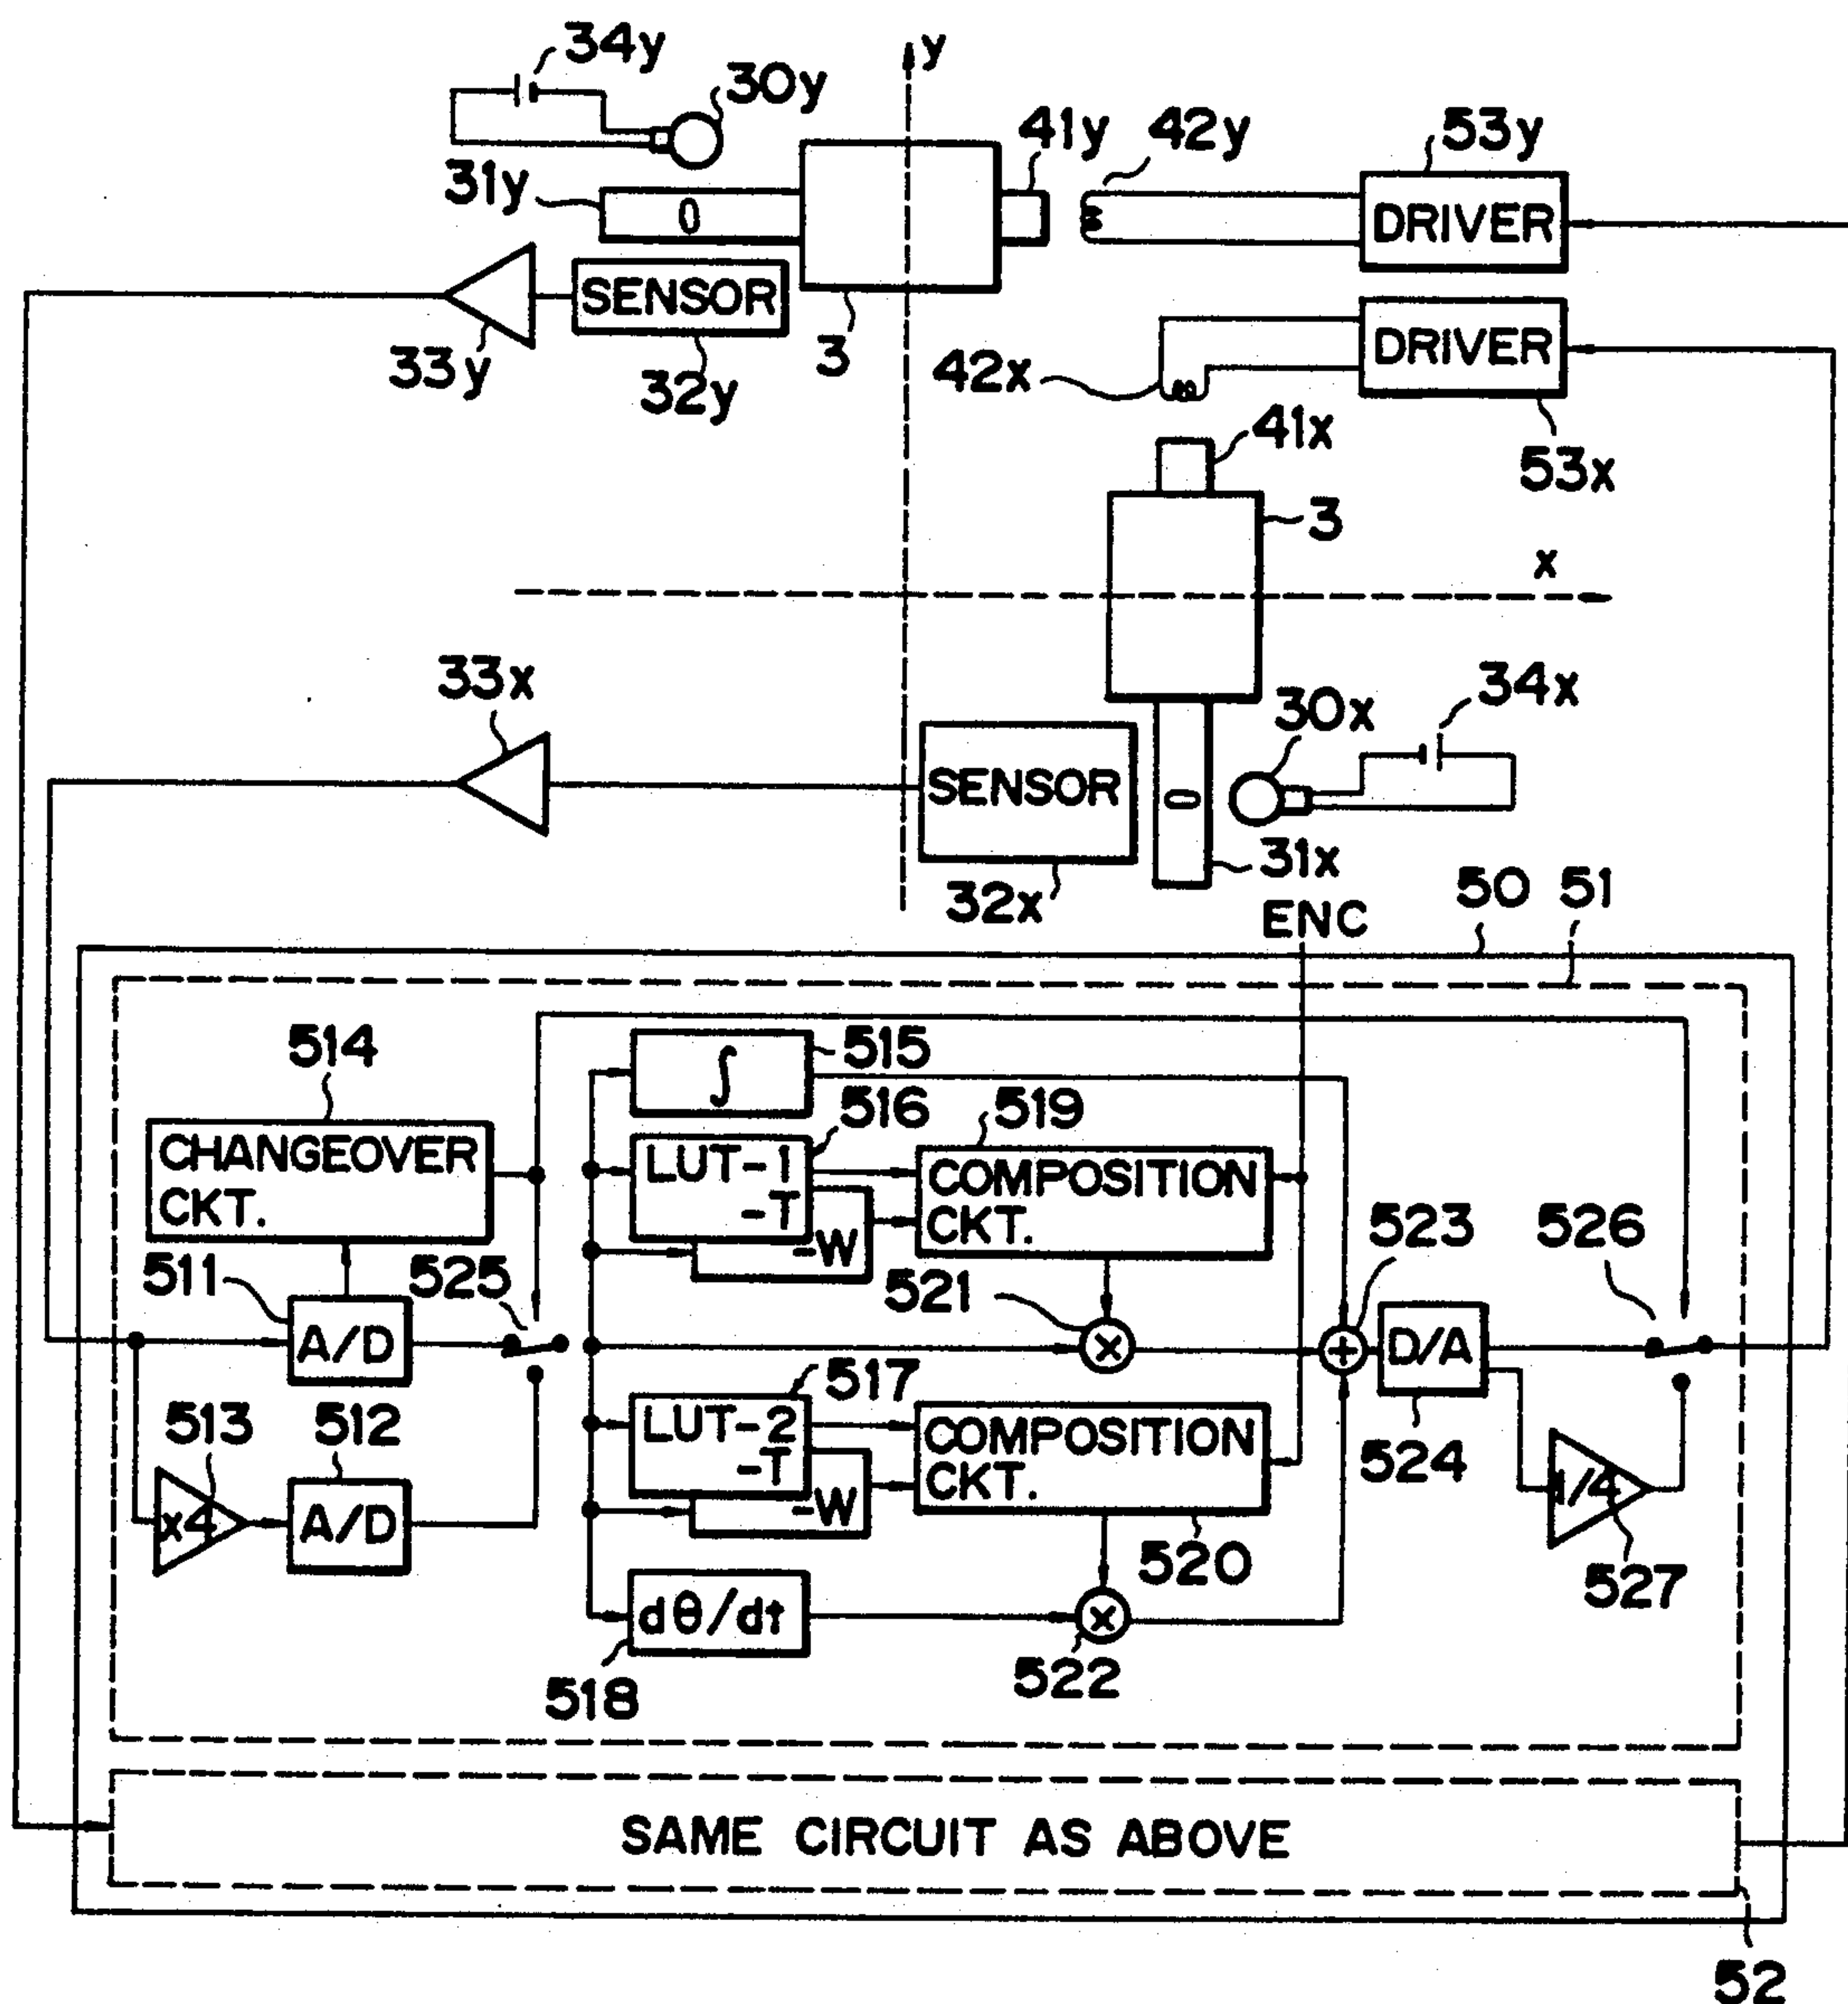 34y
y
30y
41y
42y
53y
31y
0
DRIVER
SENSOR
33y
32y
3
42x
DRIVER
41x
53x
3
x
33x
34x
30x
SENSOR
0
31x
32x
ENC
50
51
514
∫
515
516
519
CHANGEOVER
CKT.
LUT-1
-T
-W
COMPOSITION
CKT.
523
526
511
525
521
A/D
×
+
D/A
517
513
512
LUT-2
-T
-W
COMPOSITION
CKT.
524
x4
A/D
1/4
520
527
dθ/dt
×
518
522
SAME CIRCUIT AS ABOVE
52